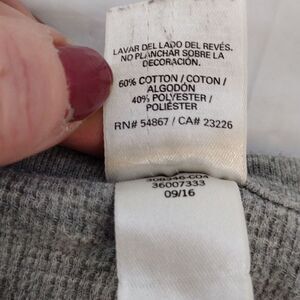 LAVAR DEL LADO DEL REVÉS.
NO PLANCHAR SOBRE LA
DECORACIÓN.
60% COTTON / COTON /
ALGODÓN
40% POLYESTER /
POLIÉSTER
RN# 54867 / CA# 23226
36007333
09/16